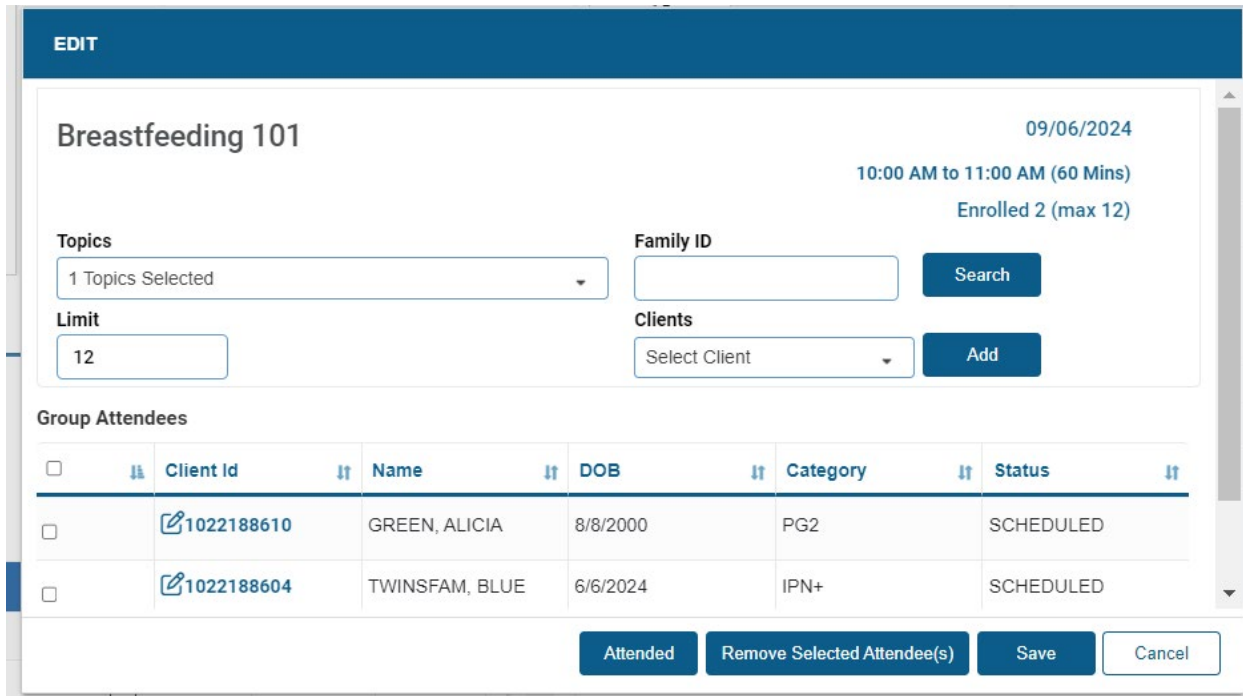 EDIT
Breastfeeding 101
09/06/2024
10:00 AM to 11:00 AM (60 Mins)
Enrolled 2 (max 12)
Topics
Family ID
1 Topics Selected
Search
Limit
Clients
12
Select Client
Add
Group Attendees
Client Id Name DOB Category Status
1022188610 GREEN, ALICIA 8/8/2000 PG2 SCHEDULED
1022188604 TWINSFAM, BLUE 6/6/2024 IPN+ SCHEDULED
Attended Remove Selected Attendee(s) Save Cancel